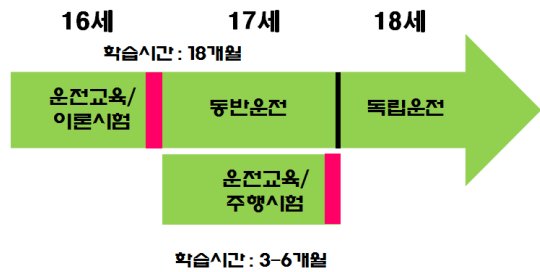 16세 17세 18세
학습시간 : 18개월
운전교육/
이론시험
동반운전
독립운전
운전교육/
주행시험
학습시간 : 3-6개월